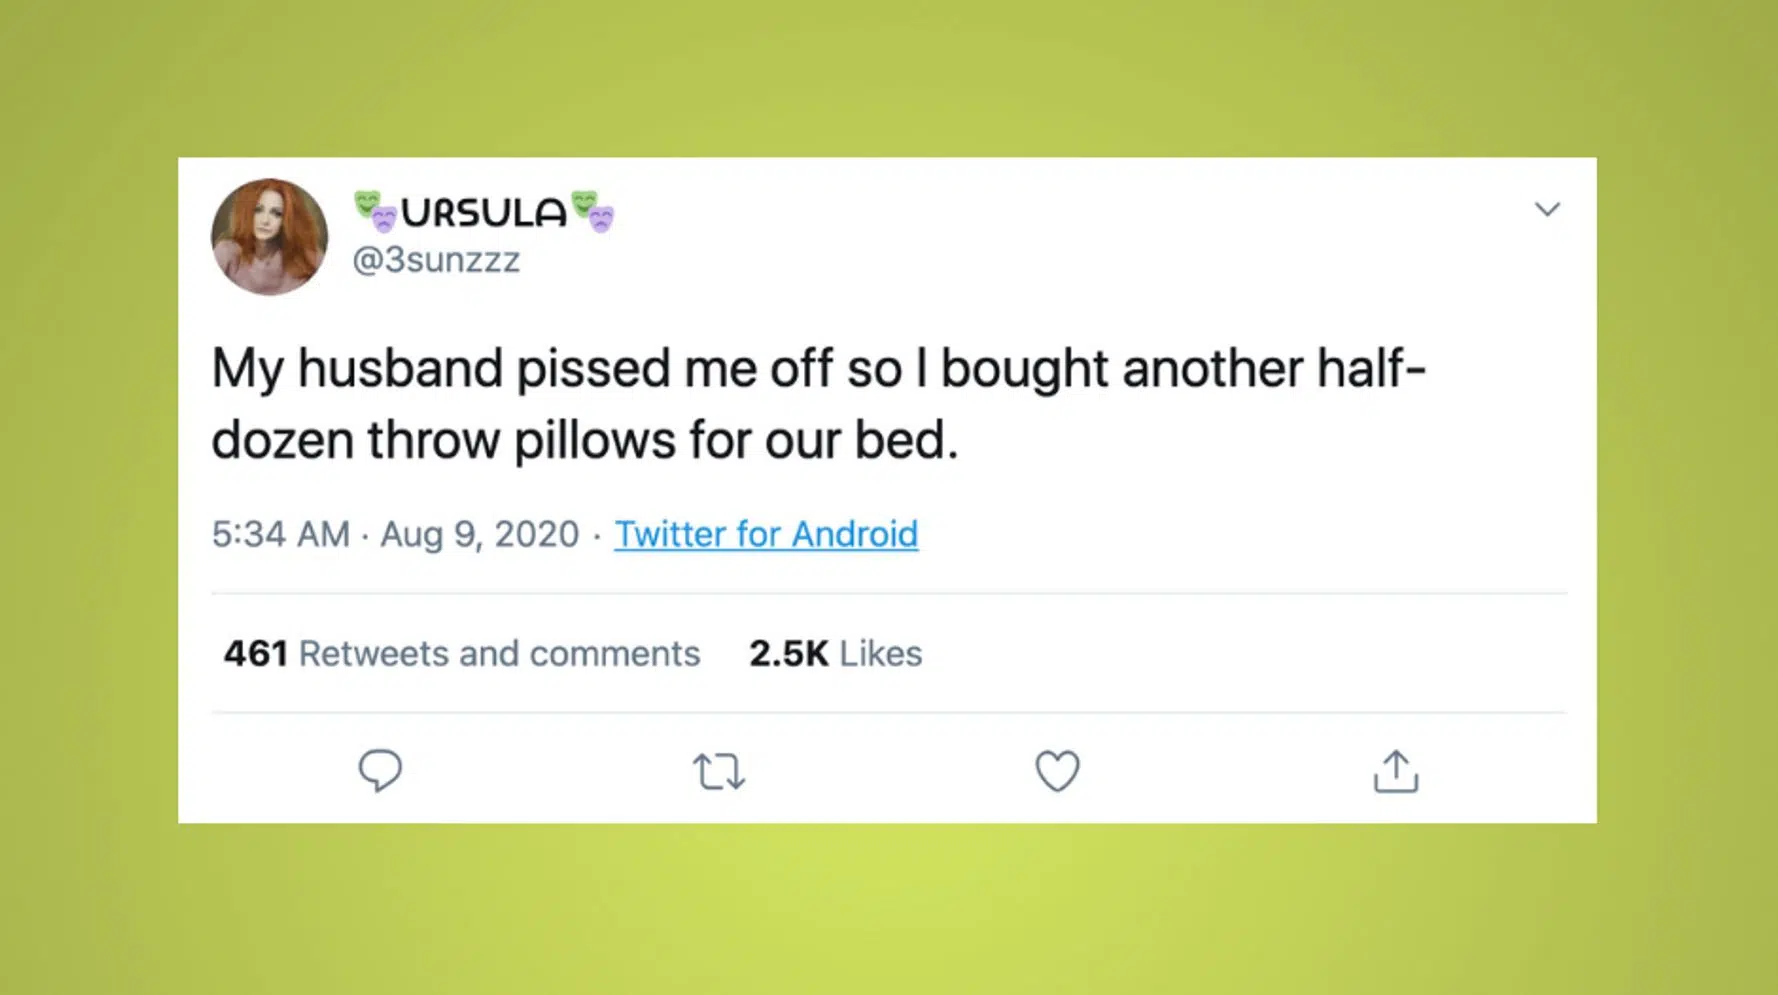 🎭URSULA🎭
@3sunzzz
My husband pissed me off so I bought another half-
dozen throw pillows for our bed.
5:34 AM · Aug 9, 2020 · Twitter for Android
461 Retweets and comments 2.5K Likes